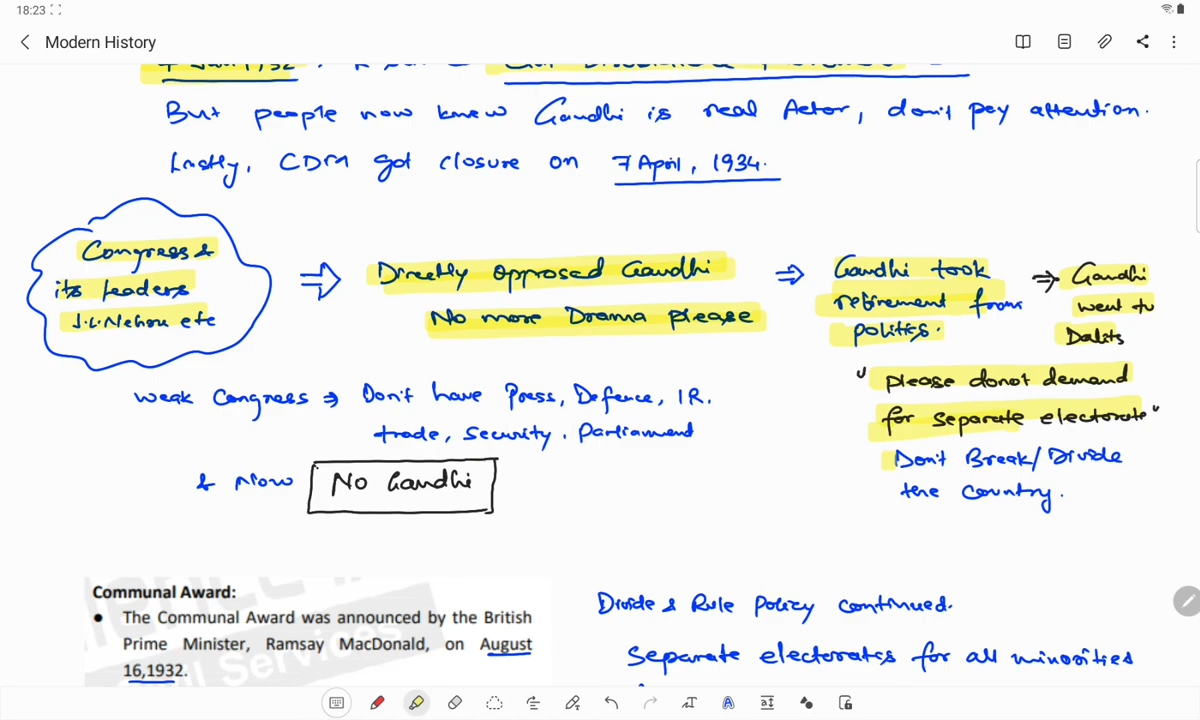 18:23
Modern History
But people now knew Gandhi is real Actor, don't pay attention.
Lastly, CDM got closure on 7 April, 1934.
Congress &
its leaders
J.L.Nehru etc
Directly opposed Gandhi
No more Drama please
Gandhi took
retirement from
politics.
Gandhi
went to
Dalits
"please donot demand
for separate electorate"
Don't Break/Divide
the country.
weak Congress ⇒ Don't have Press, Defence, IR.
trade, security, Parliament
& Now No Gandhi
Communal Award:
● The Communal Award was announced by the British
Prime Minister, Ramsay MacDonald, on August
16,1932.
Divide & Rule Policy continued.
Separate electorates for all minorities